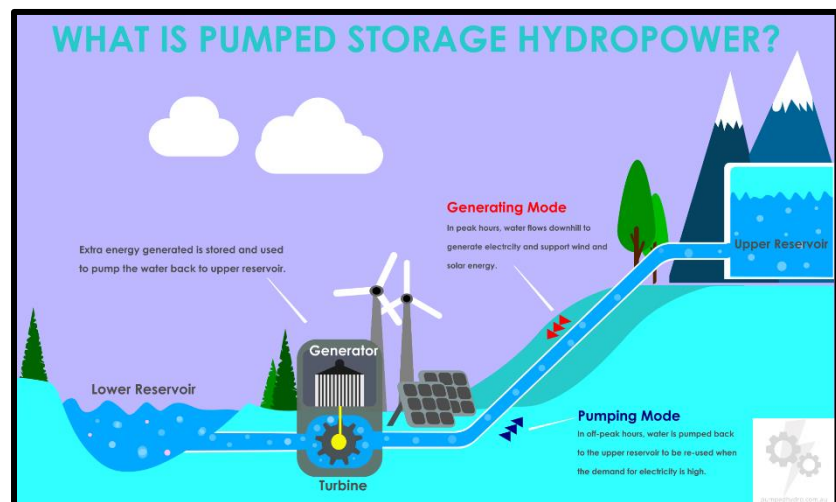 WHAT IS PUMPED STORAGE HYDROPOWER?
Generating Mode
In peak hours, water flows downhill to
generate electrcity and support wind and
solar energy.
Upper Reservoir
Extra energy generated is stored and used
to pump the water back to upper reservoir.
Generator
Lower Reservoir
Pumping Mode
In off-peak hours, water is pumped back
to the upper reservoir to be re-used when
the demand for electricity is high.
Turbine